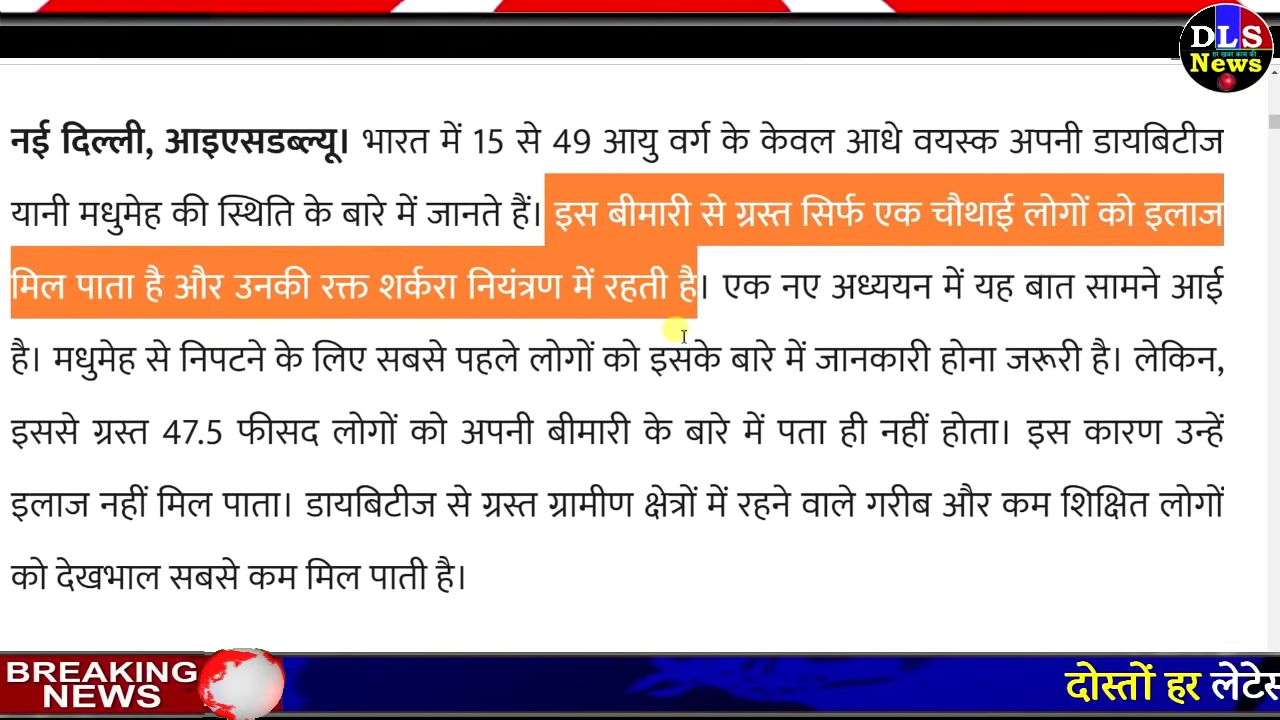 DLS
हर खबर काम की
News
नई दिल्ली, आइएसडब्ल्यू। भारत में 15 से 49 आयु वर्ग के केवल आधे वयस्क अपनी डायबिटीज
यानी मधुमेह की स्थिति के बारे में जानते हैं। इस बीमारी से ग्रस्त सिर्फ एक चौथाई लोगों को इलाज
मिल पाता है और उनकी रक्त शर्करा नियंत्रण में रहती है। एक नए अध्ययन में यह बात सामने आई
है। मधुमेह से निपटने के लिए सबसे पहले लोगों को इसके बारे में जानकारी होना जरूरी है। लेकिन,
इससे ग्रस्त 47.5 फीसद लोगों को अपनी बीमारी के बारे में पता ही नहीं होता। इस कारण उन्हें
इलाज नहीं मिल पाता। डायबिटीज से ग्रस्त ग्रामीण क्षेत्रों में रहने वाले गरीब और कम शिक्षित लोगों
को देखभाल सबसे कम मिल पाती है।
BREAKING
NEWS
दोस्तों हर